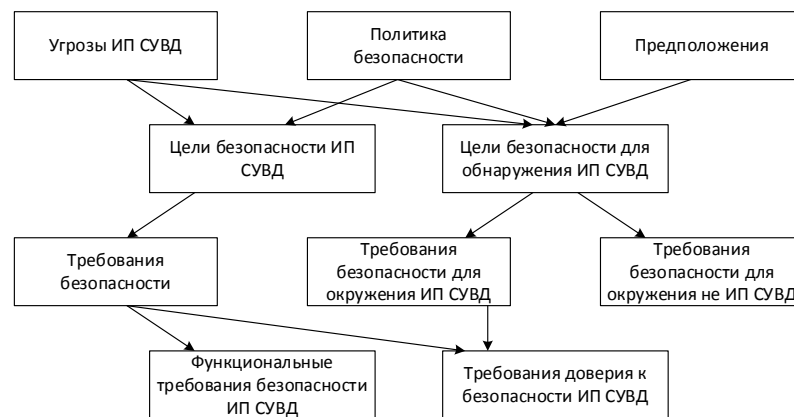 Угрозы ИП СУВД
Политика
безопасности
Предположения
Цели безопасности ИП
СУВД
Цели безопасности для
обнаружения ИП СУВД
Требования
безопасности
Требования
безопасности для
окружения ИП СУВД
Требования
безопасности для
окружения не ИП СУВД
Функциональные
требования безопасности
ИП СУВД
Требования доверия к
безопасности ИП СУВД